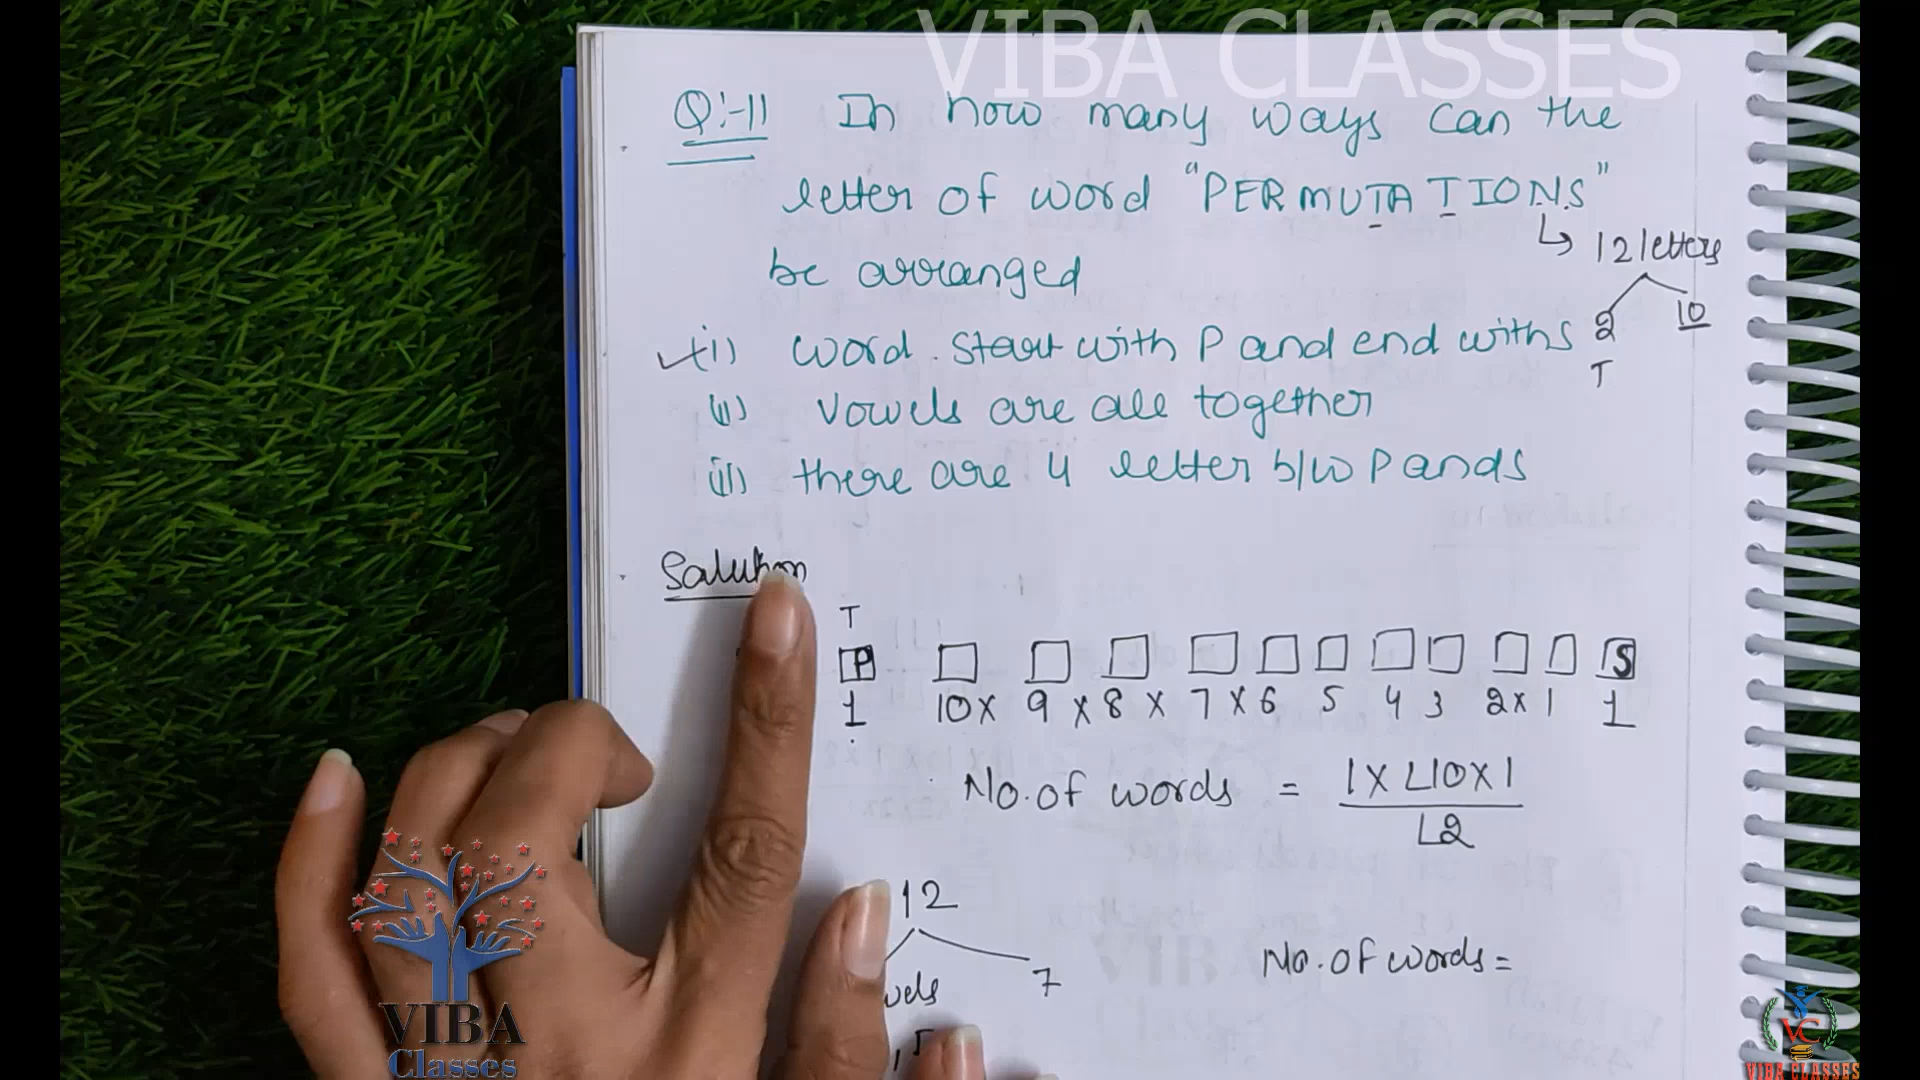 VIBA CLASSES
Q:-11 In how many ways can the
letter of word "PERMUTATIONS"
↳ 12 letters
be arranged
2 10
T
(i) word start with P and end with S
(ii) vowels are all together
(iii) there are 4 letter b/w P and S
Solution
T
P S
1 10 x 9 x 8 x 7 x 6 5 4 3 2 x 1 1
No. of words = 1 x ∟10 x 1
∟2
12
7
No. of words =
VIBA
Classes
VC
VIBA CLASSES